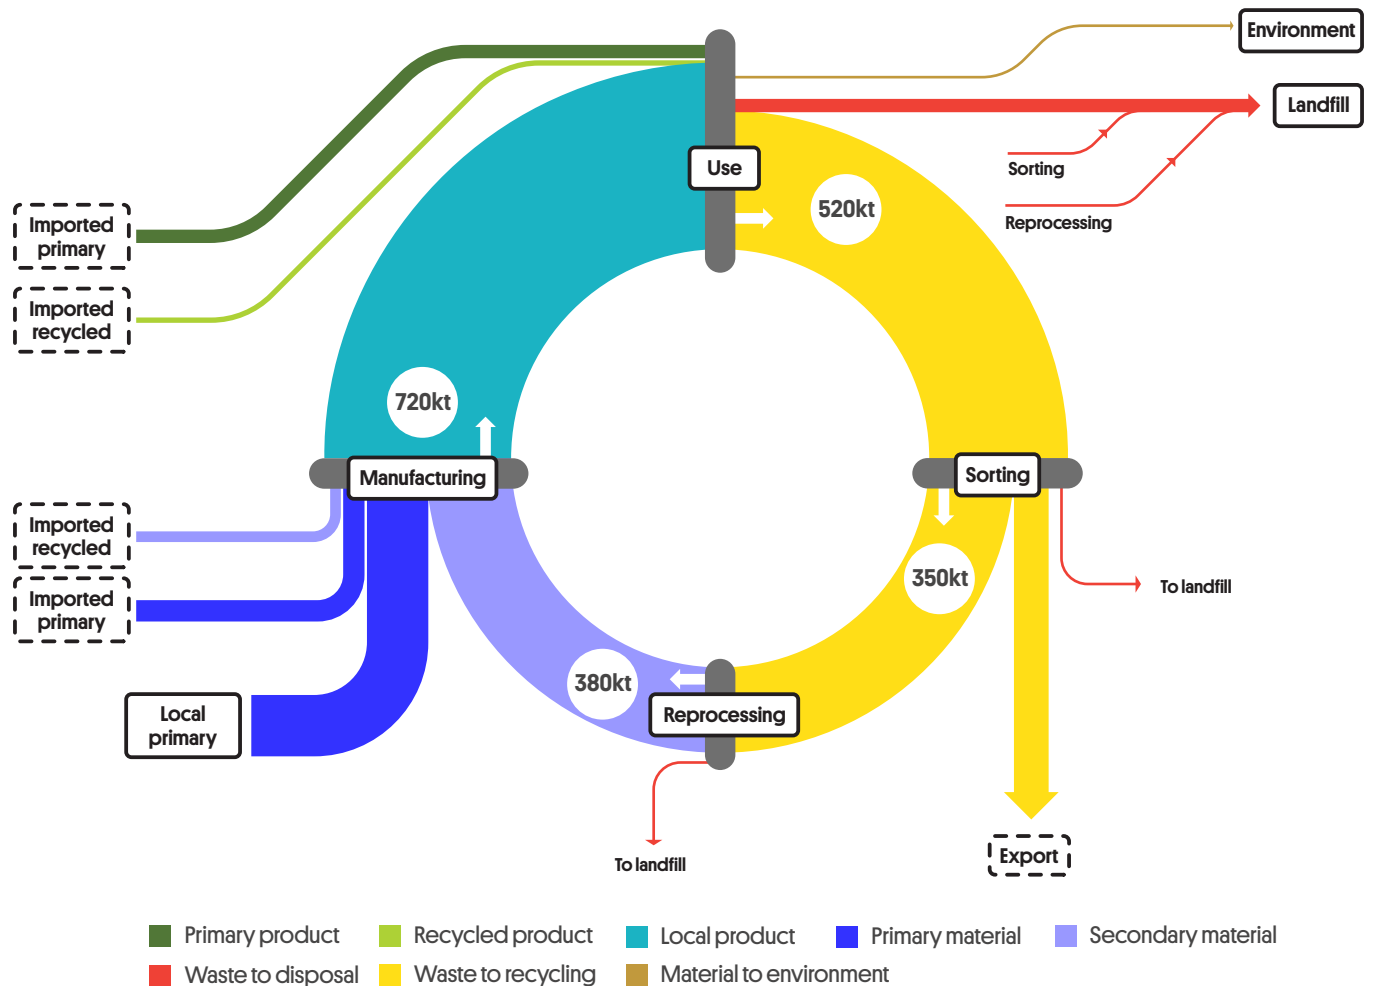 Environment
Landfill
Use
Sorting
520kt
Reprocessing
Imported
primary
Imported
recycled
720kt
Manufacturing
Sorting
Imported
recycled
350kt
To landfill
Imported
primary
380kt
Local
primary
Reprocessing
To landfill
Export
Primary product
Recycled product
Local product
Primary material
Secondary material
Waste to disposal
Waste to recycling
Material to environment